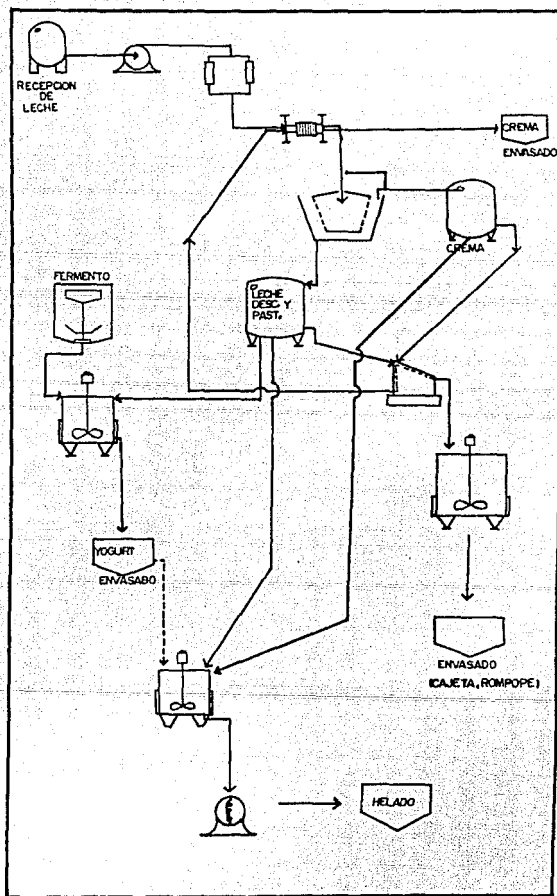 RECEPCION
DE
LECHE
CREMA
ENVASADO
CREMA
FERMENTO
LECHE
DESC. Y
PAST.
YOGURT
ENVASADO
ENVASADO
(CAJETA, ROMPOPE)
HELADO